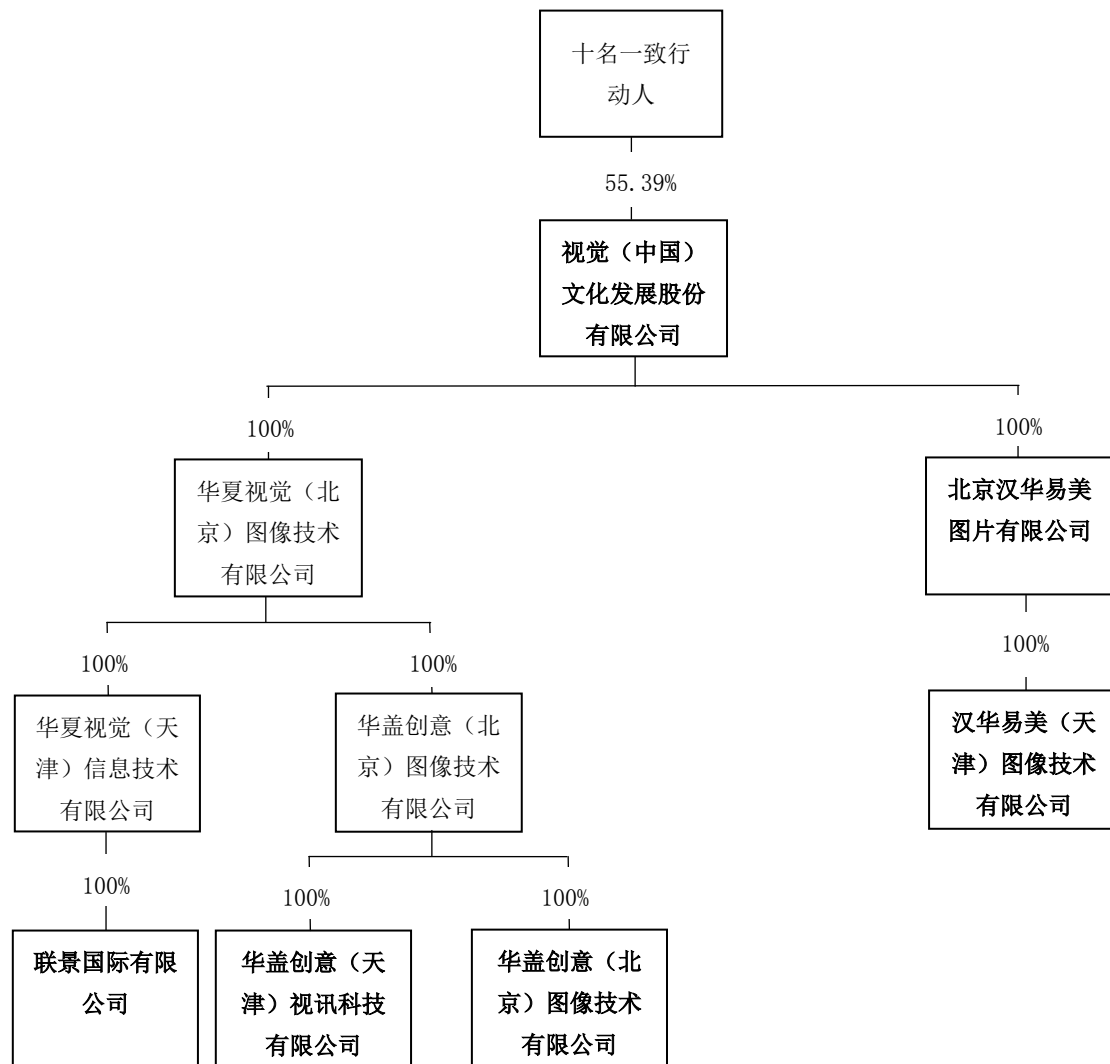 十名一致行
动人
55.39%
视觉（中国）
文化发展股份
有限公司
100%
100%
华夏视觉（北
京）图像技术
有限公司
北京汉华易美
图片有限公司
100%
100%
100%
华夏视觉（天
津）信息技术
有限公司
华盖创意（北
京）图像技术
有限公司
汉华易美（天
津）图像技术
有限公司
100%
100%
100%
联景国际有限
公司
华盖创意（天
津）视讯科技
有限公司
华盖创意（北
京）图像技术
有限公司